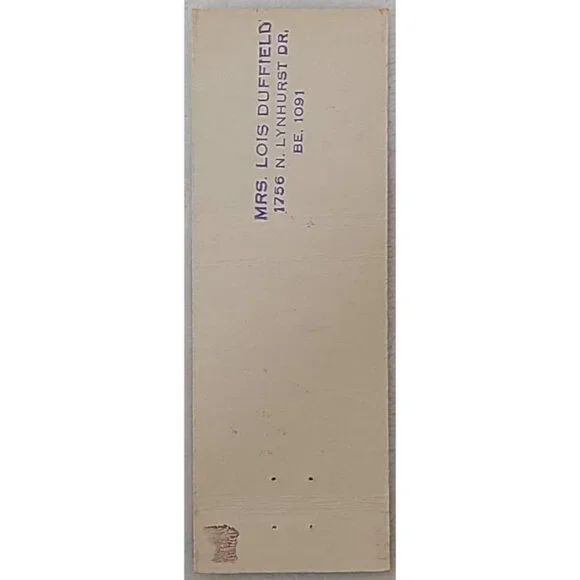 MRS. LOIS DUFFIELD
1756 N. LYNHURST DR.
BE. 1091